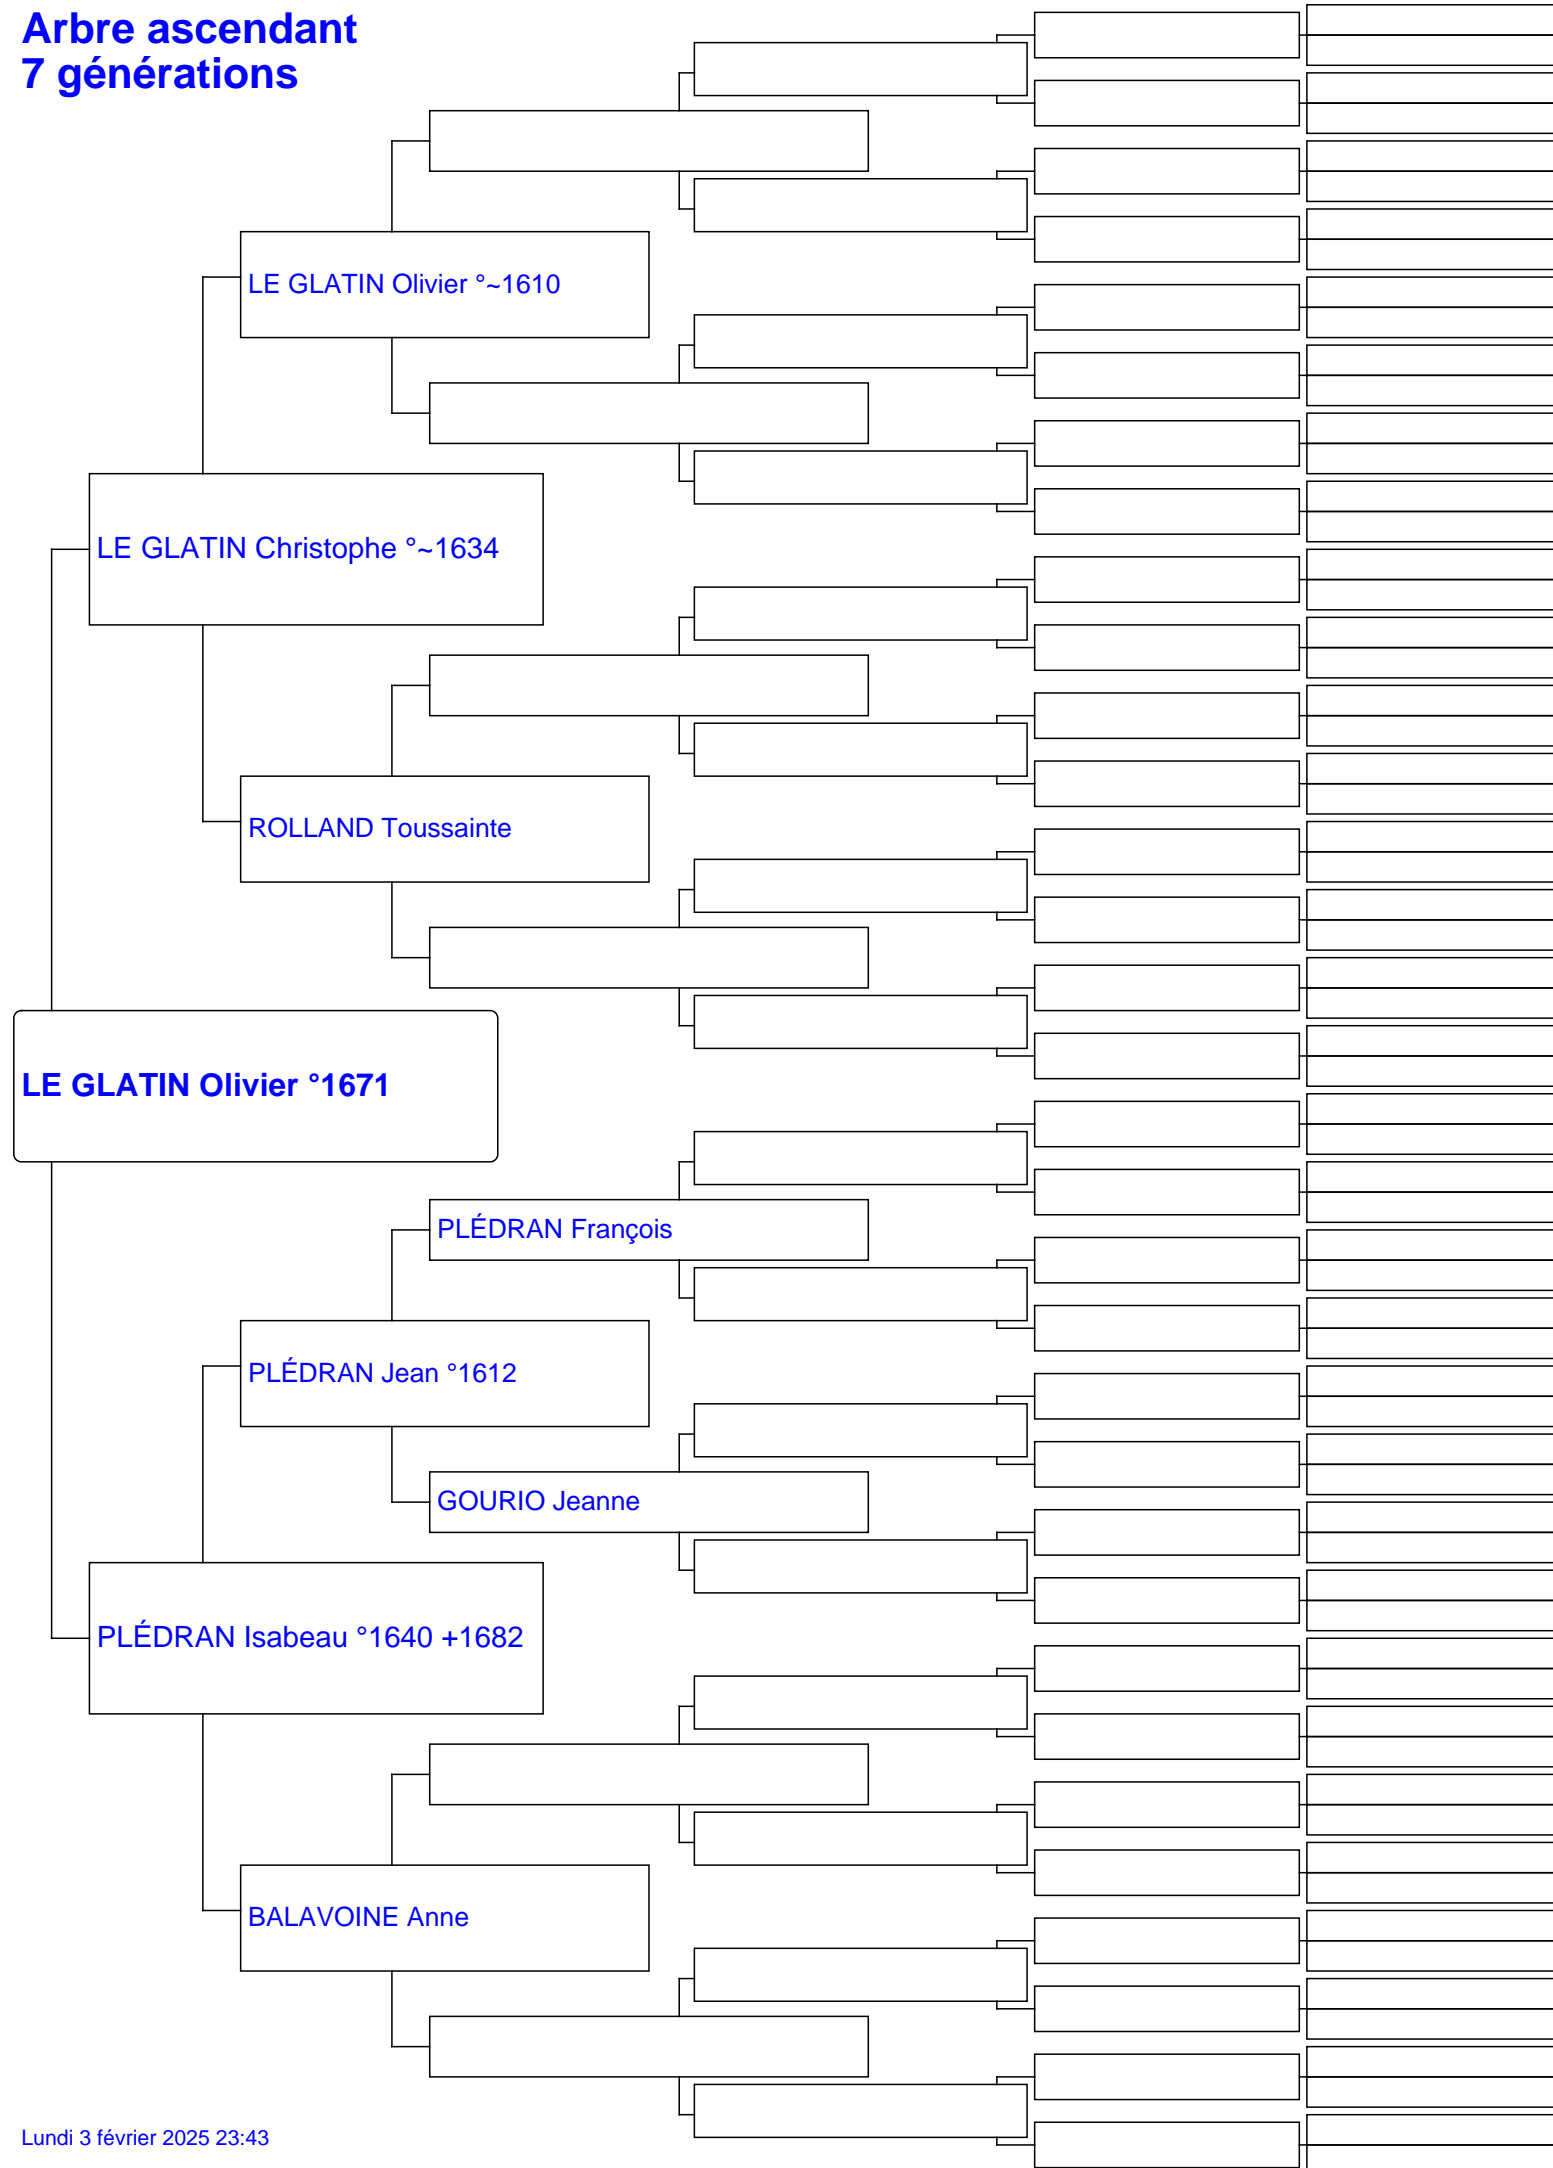 Arbre ascendant
7 générations
LE GLATIN Olivier °~1610
LE GLATIN Christophe °~1634
ROLLAND Toussainte
LE GLATIN Olivier °1671
PLÉDRAN François
PLÉDRAN Jean °1612
GOURIO Jeanne
PLÉDRAN Isabeau °1640 +1682
BALAVOINE Anne
Lundi 3 février 2025 23:43